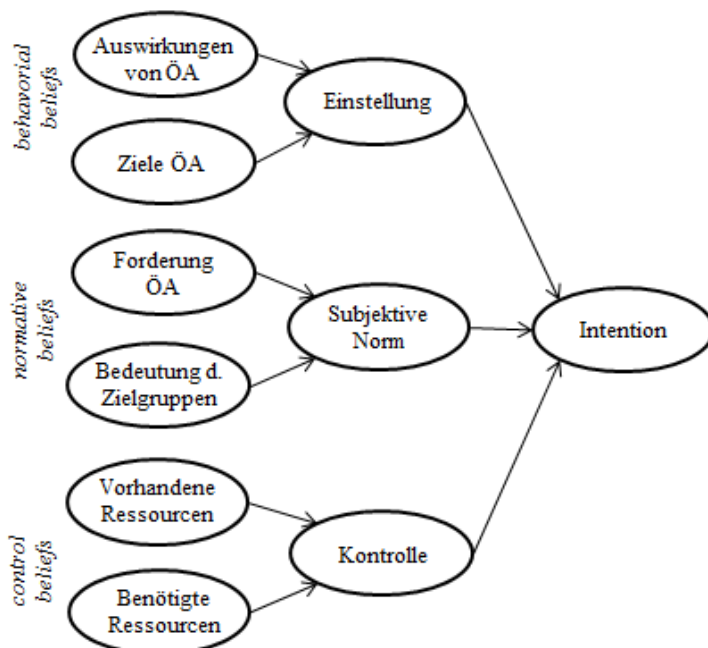 behavorial
beliefs
Auswirkungen
von ÖA
Ziele ÖA
Einstellung
normative
beliefs
Forderung
ÖA
Bedeutung d.
Zielgruppen
Subjektive
Norm
Intention
control
beliefs
Vorhandene
Ressourcen
Benötigte
Ressourcen
Kontrolle